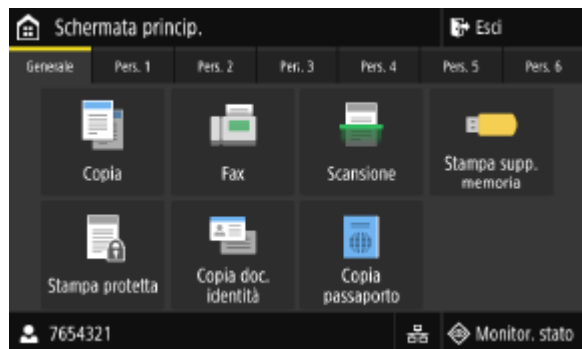 Schermata princip.
Esci
Generale
Pers. 1
Pers. 2
Pers. 3
Pers. 4
Pers. 5
Pers. 6
Copia
Fax
Scansione
Stampa supp.
memoria
Stampa protetta
Copia doc.
identità
Copia
passaporto
7654321
Monitor. stato